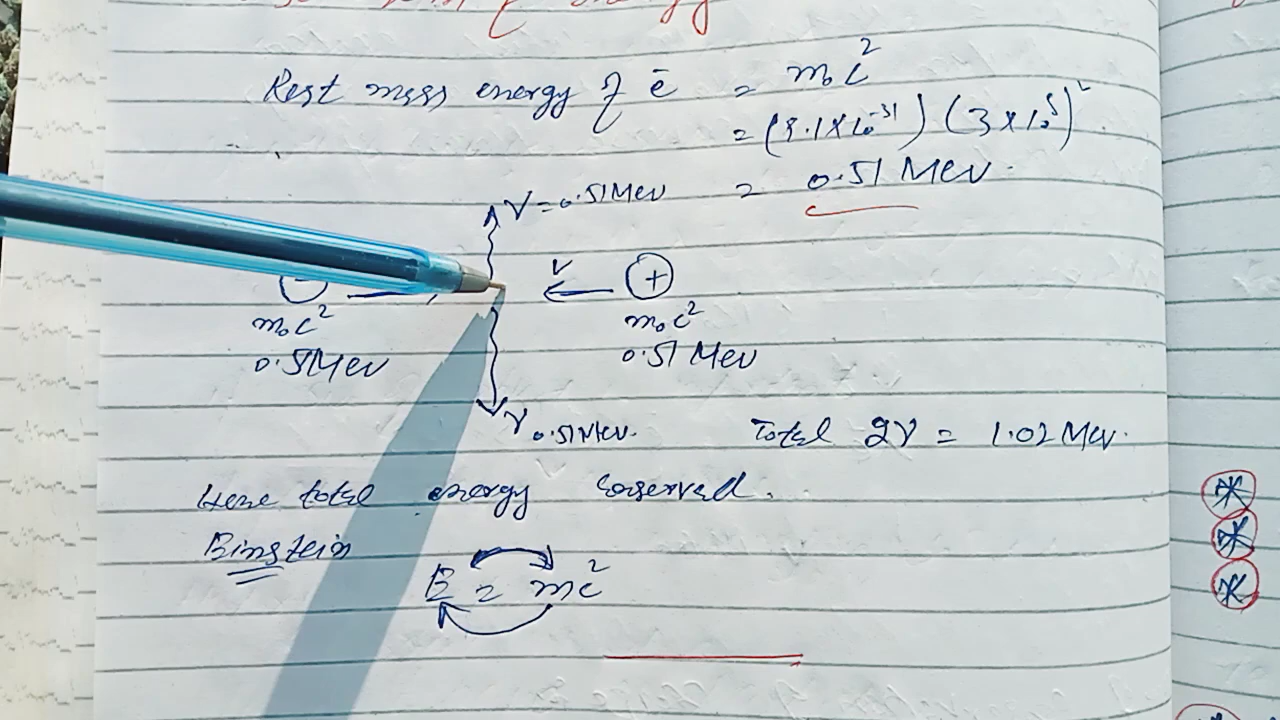 energy
Rest mass energy of ē = m₀c²
= (9.1×10⁻³¹) (3×10⁸)²
= 0.51 MeV.
γ = 0.51 MeV
V
− +
m₀c² m₀c²
0.51 MeV 0.51 MeV
γ 0.51 MeV. Total 2γ = 1.02 MeV.
Here total energy conserved.
Einstein
E = mc²